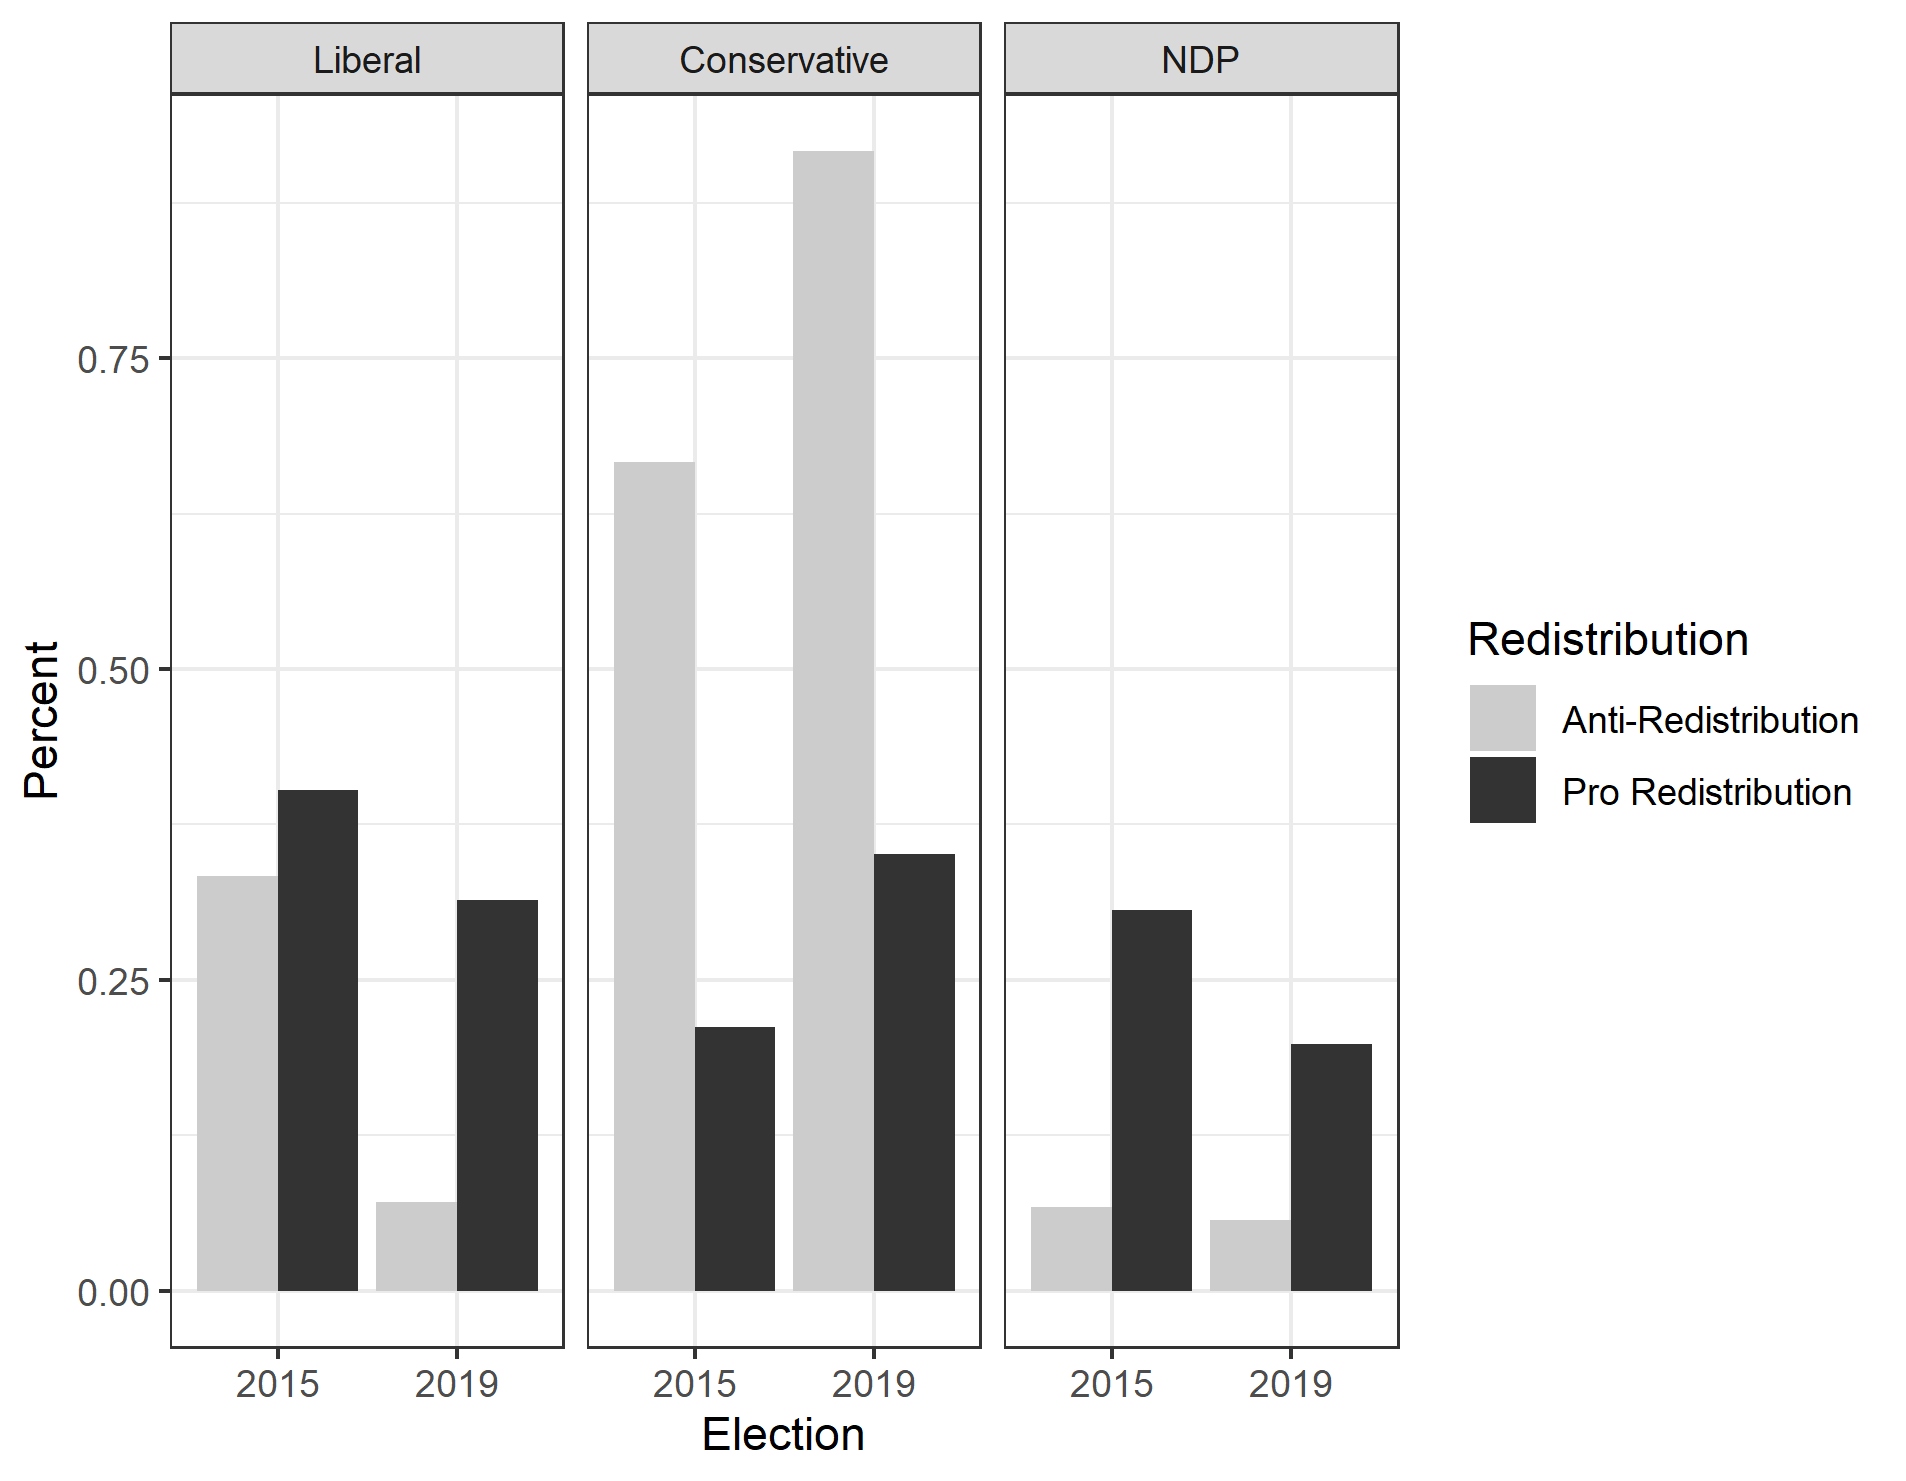 Liberal
Conservative
NDP
Percent
0.75
0.50
0.25
0.00
2015
2019
2015
2019
2015
2019
Election
Redistribution
Anti-Redistribution
Pro Redistribution